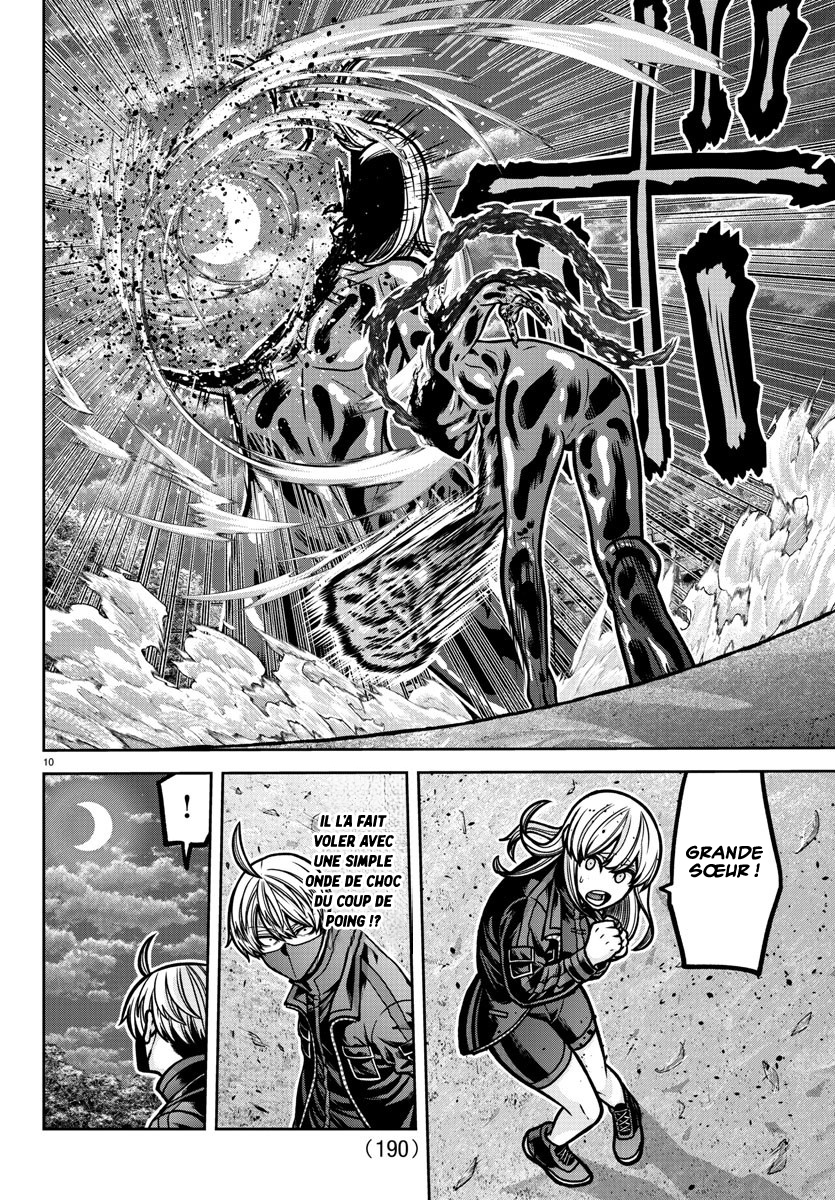 10
GRANDE
SŒUR !
IL L'A FAIT
VOLER AVEC
UNE SIMPLE
ONDE DE CHOC
DU COUP DE
POING !?
!
(190)